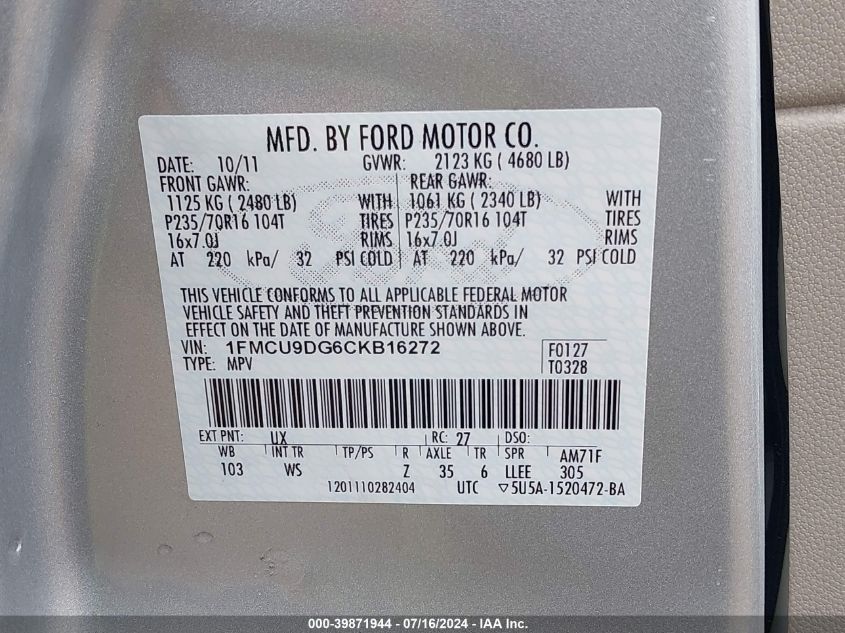 MFD. BY FORD MOTOR CO.
DATE: 10/11 GVWR: 2123 KG ( 4680 LB)
FRONT GAWR: REAR GAWR:
1125 KG ( 2480 LB) WITH 1061 KG ( 2340 LB) WITH
P235/70R16 104T TIRES P235/70R16 104T TIRES
16x7.0J RIMS 16x7.0J RIMS
AT 220 kPa/ 32 PSI COLD AT 220 kPa/ 32 PSI COLD
THIS VEHICLE CONFORMS TO ALL APPLICABLE FEDERAL MOTOR
VEHICLE SAFETY AND THEFT PREVENTION STANDARDS IN
EFFECT ON THE DATE OF MANUFACTURE SHOWN ABOVE.
VIN: 1FMCU9DG6CKB16272 F0127
TYPE: MPV T0328
EXT PNT: UX RC: 27 DSO:
WB INT TR TP/PS R AXLE TR SPR AM71F
103 WS Z 35 6 LLEE 305
1201110282404 UTC ▽5U5A-1520472-BA
000-39871944 / 07/16/2024 - IAA Inc.